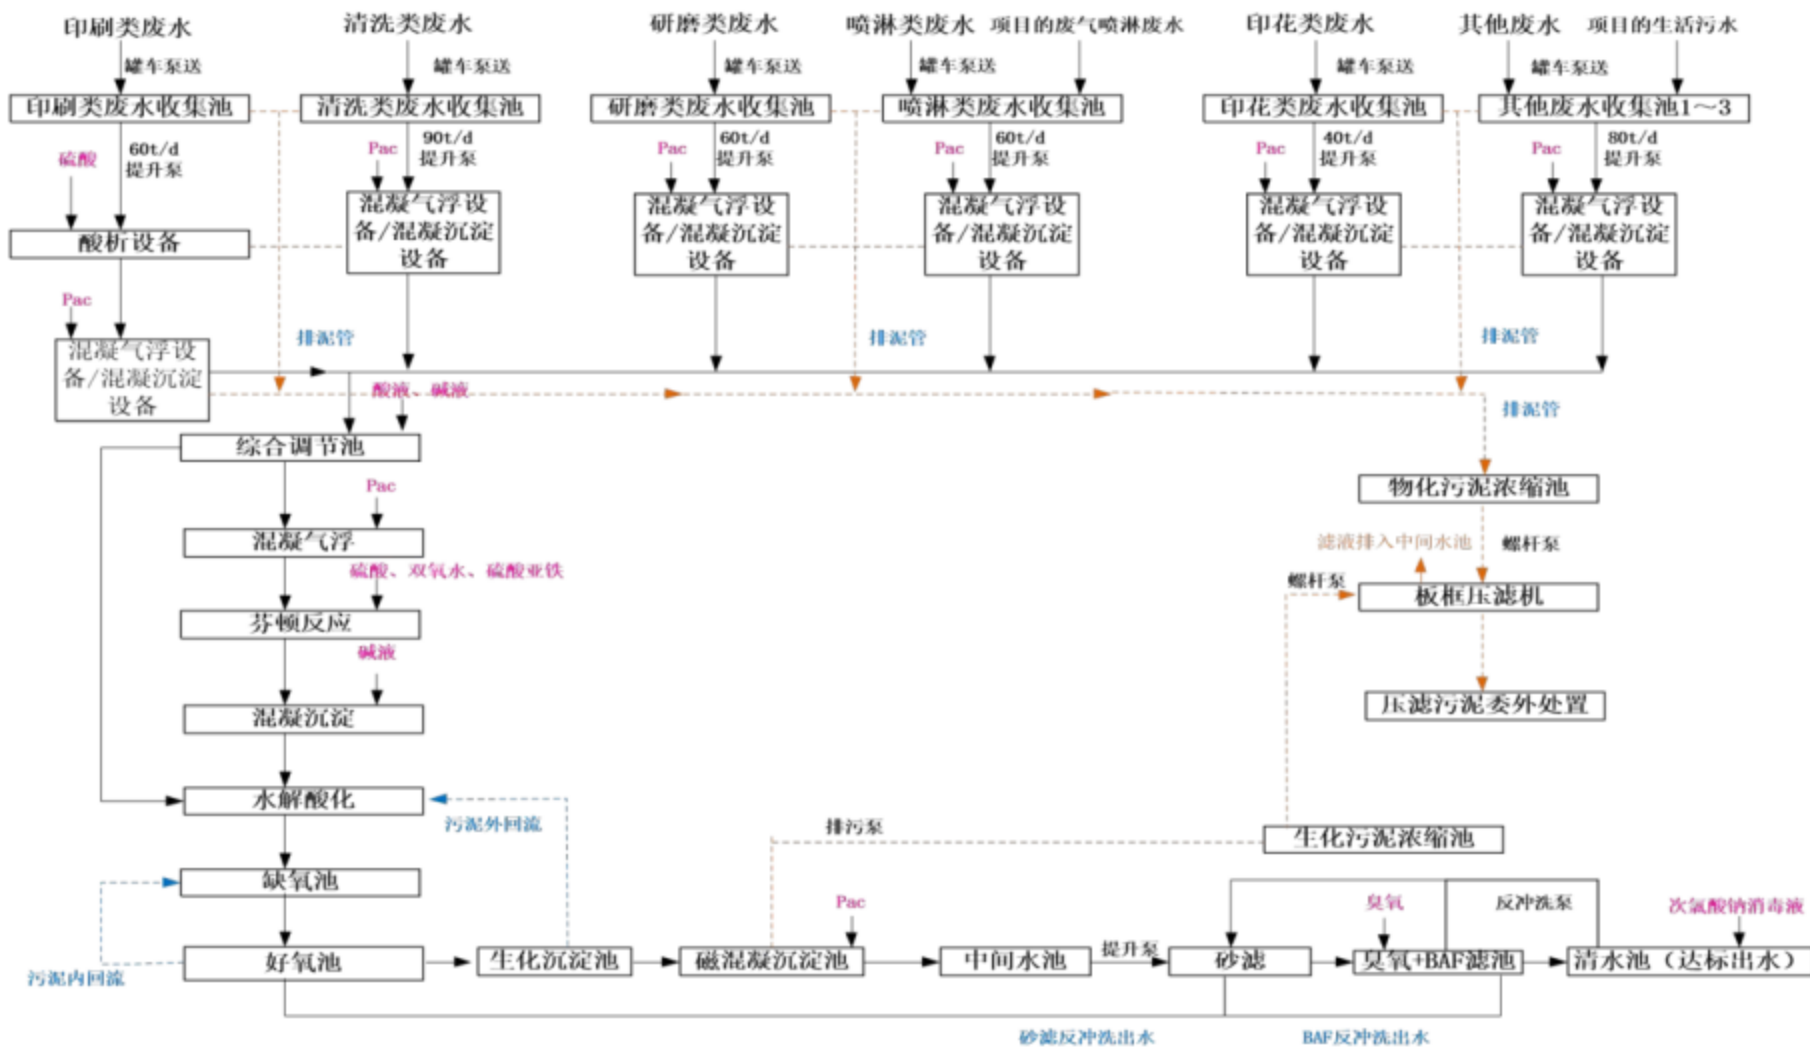 印刷类废水
清洗类废水
研磨类废水
喷淋类废水
项目的废气喷淋废水
印花类废水
其他废水
项目的生活污水
罐车泵送
罐车泵送
罐车泵送
罐车泵送
罐车泵送
罐车泵送
印刷类废水收集池
清洗类废水收集池
研磨类废水收集池
喷淋类废水收集池
印花类废水收集池
其他废水收集池1~3
硫酸
60t/d
提升泵
Pac
90t/d
提升泵
Pac
60t/d
提升泵
Pac
60t/d
提升泵
Pac
40t/d
提升泵
Pac
80t/d
提升泵
酸析设备
混凝气浮设
备/混凝沉淀
设备
混凝气浮设
备/混凝沉淀
设备
混凝气浮设
备/混凝沉淀
设备
混凝气浮设
备/混凝沉淀
设备
混凝气浮设
备/混凝沉淀
设备
Pac
混凝气浮设
备/混凝沉淀
设备
排泥管
排泥管
排泥管
酸液、碱液
排泥管
综合调节池
Pac
物化污泥浓缩池
混凝气浮
滤液排入中间水池
螺杆泵
硫酸、双氧水、硫酸亚铁
螺杆泵
板框压滤机
芬顿反应
碱液
混凝沉淀
压滤污泥委外处置
水解酸化
污泥外回流
排污泵
生化污泥浓缩池
缺氧池
Pac
臭氧
反冲洗泵
次氯酸钠消毒液
好氧池
生化沉淀池
磁混凝沉淀池
中间水池
提升泵
砂滤
臭氧+BAF滤池
清水池（达标出水）
污泥内回流
砂滤反冲洗出水
BAF反冲洗出水